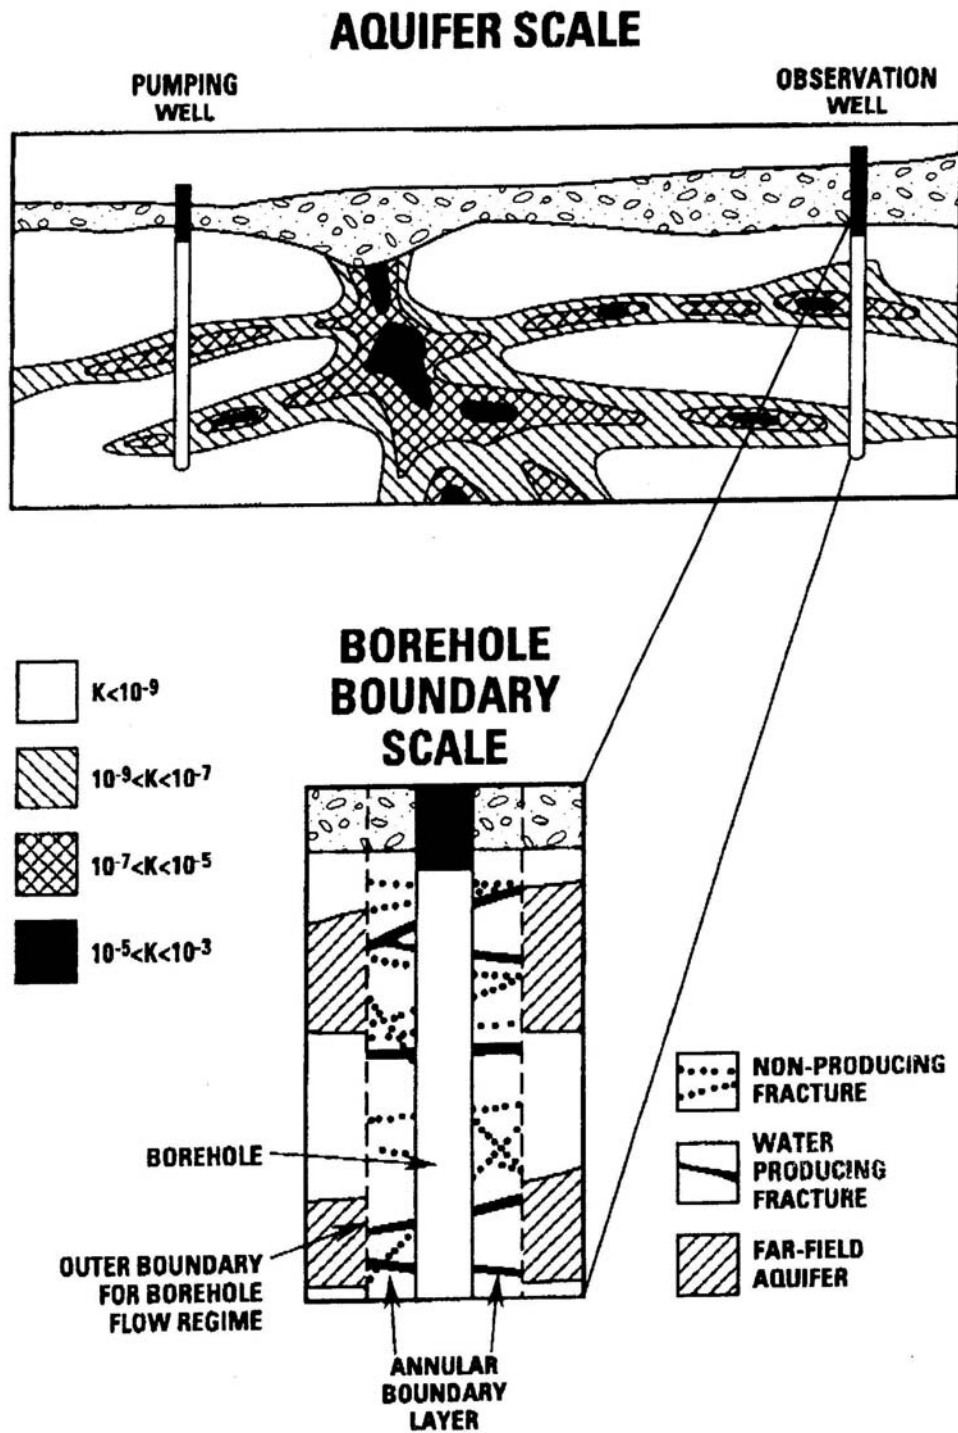 AQUIFER SCALE
PUMPING
WELL
OBSERVATION
WELL
BOREHOLE
BOUNDARY
SCALE
K<10⁻⁹
10⁻⁹<K<10⁻⁷
10⁻⁷<K<10⁻⁵
10⁻⁵<K<10⁻³
NON-PRODUCING
FRACTURE
WATER
PRODUCING
FRACTURE
FAR-FIELD
AQUIFER
BOREHOLE
OUTER BOUNDARY
FOR BOREHOLE
FLOW REGIME
ANNULAR
BOUNDARY
LAYER